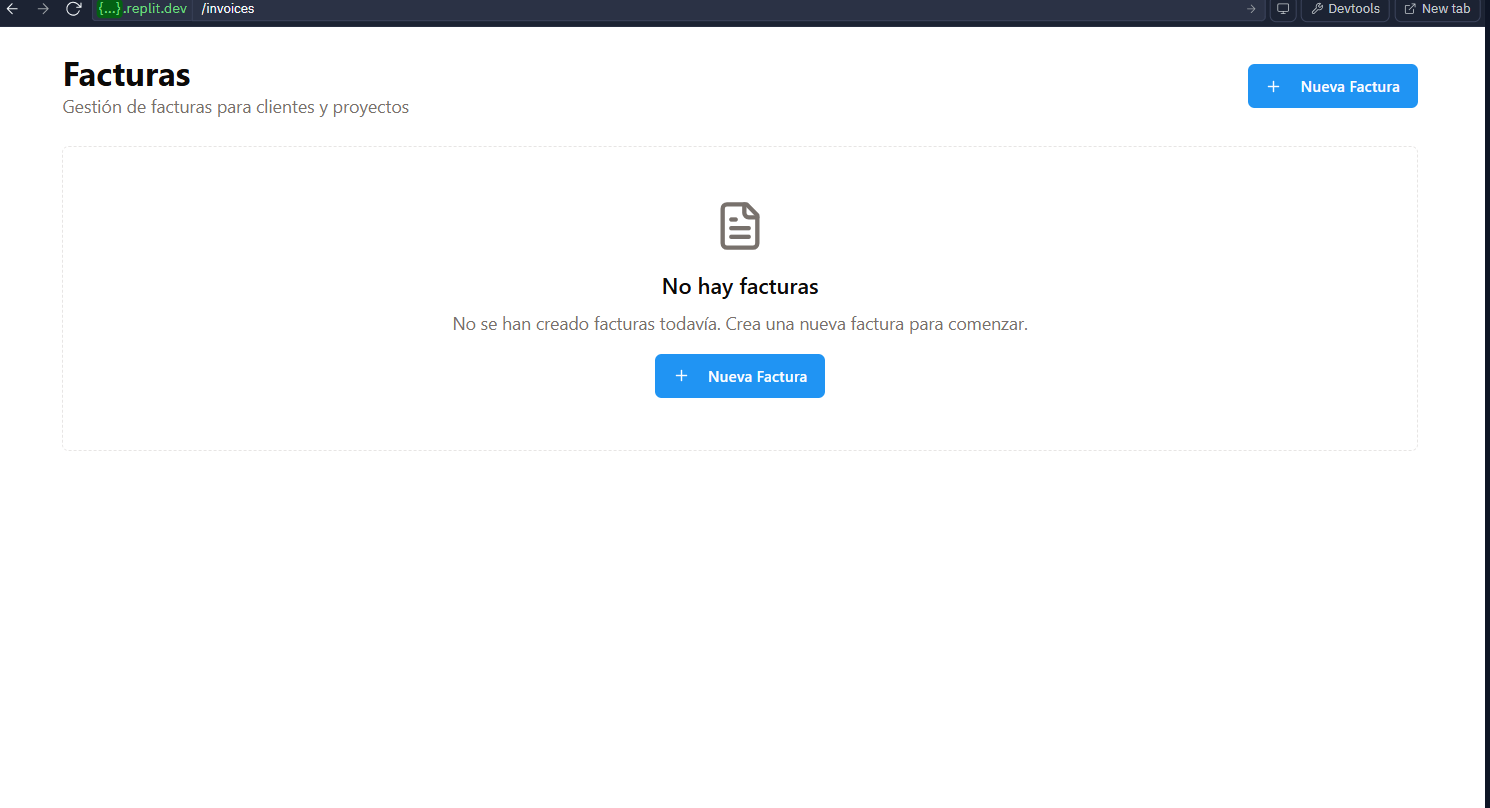 {...}.replit.dev /invoices Devtools New tab
Facturas
Gestión de facturas para clientes y proyectos
+ Nueva Factura
No hay facturas
No se han creado facturas todavía. Crea una nueva factura para comenzar.
+ Nueva Factura